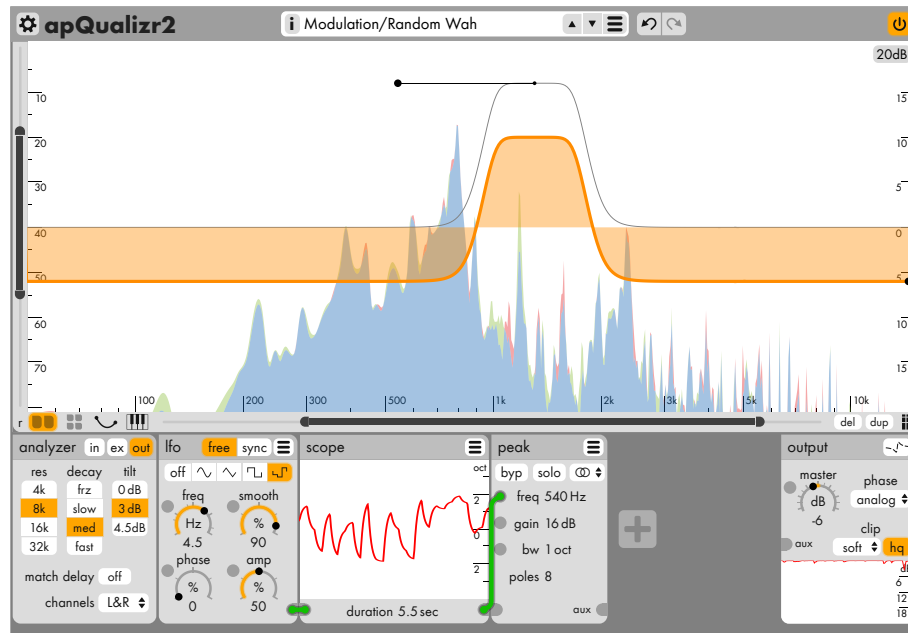 apQualizr2
i Modulation/Random Wah
20dB
10 15
20 10
30 5
40 0
50 5
60 10
70 15
100 200 300 500 1k 2k 3k 5k 10k
r del dup
analyzer in ex out
res decay tilt
4k frz 0 dB
8k slow 3 dB
16k med 4.5dB
32k fast
match delay off
channels L&R
lfo free sync
off
freq smooth
Hz %
4.5 90
phase amp
% %
0 50
scope
oct
2
0
2
duration 5.5 sec
peak
byp solo
freq 540 Hz
gain 16 dB
bw 1 oct
poles 8
aux
output
master phase
dB analog
-6
clip
aux soft hq
6
12
18